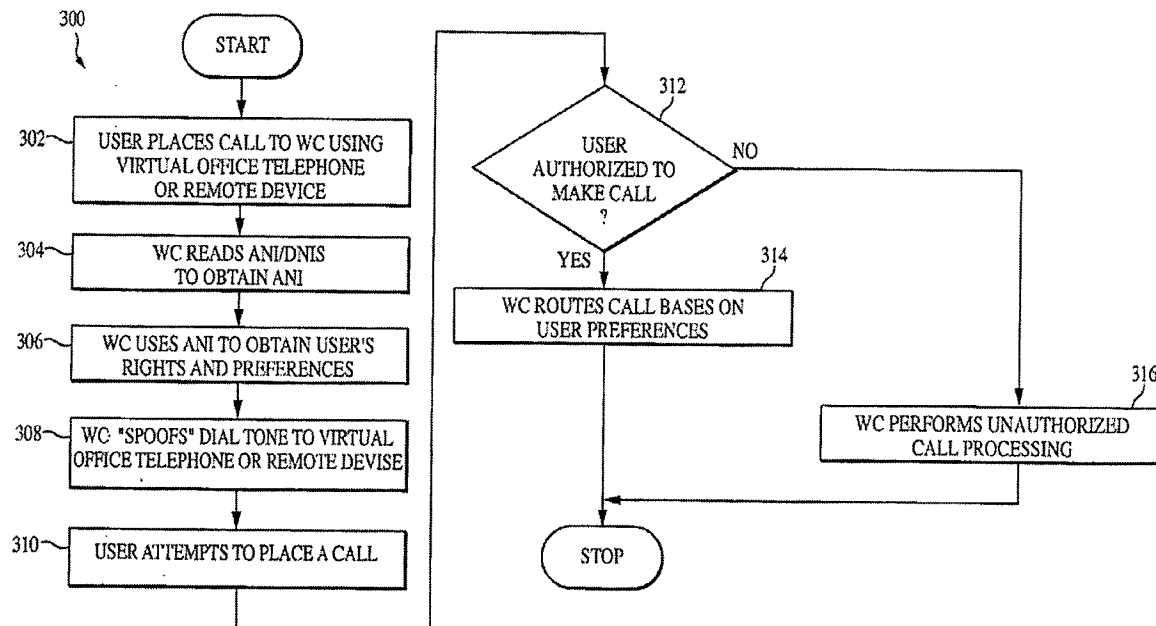 300
START
302
USER PLACES CALL TO WC USING
VIRTUAL OFFICE TELEPHONE
OR REMOTE DEVICE
304
WC READS ANI/DNIS
TO OBTAIN ANI
306
WC USES ANI TO OBTAIN USER'S
RIGHTS AND PREFERENCES
308
WC "SPOOFS" DIAL TONE TO VIRTUAL
OFFICE TELEPHONE OR REMOTE DEVISE
310
USER ATTEMPTS TO PLACE A CALL
312
USER
AUTHORIZED TO
MAKE CALL
?
NO
YES
314
WC ROUTES CALL BASES ON
USER PREFERENCES
316
WC PERFORMS UNAUTHORIZED
CALL PROCESSING
STOP